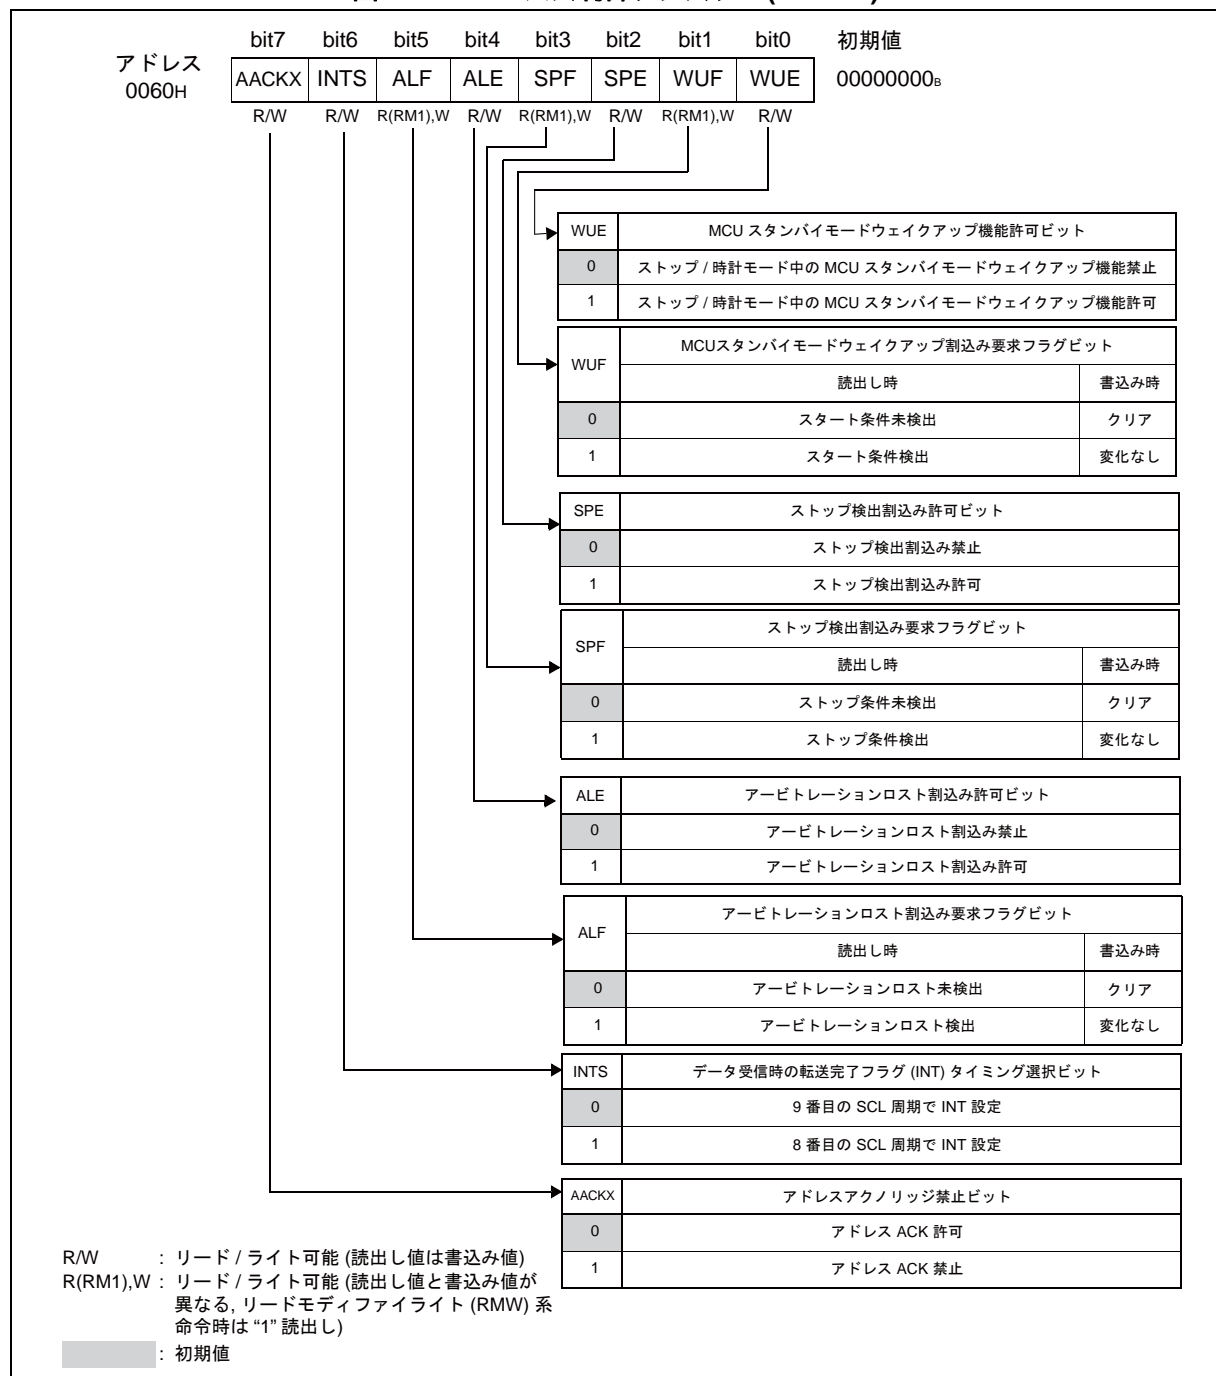 bit7 bit6 bit5 bit4 bit3 bit2 bit1 bit0 初期値
アドレス
0060H
AACKX INTS ALF ALE SPF SPE WUF WUE 00000000B
R/W R/W R(RM1),W R/W R(RM1),W R/W R(RM1),W R/W
WUE MCU スタンバイモードウェイクアップ機能許可ビット
0 ストップ / 時計モード中の MCU スタンバイモードウェイクアップ機能禁止
1 ストップ / 時計モード中の MCU スタンバイモードウェイクアップ機能許可
WUF MCUスタンバイモードウェイクアップ割込み要求フラグビット
読出し時 書込み時
0 スタート条件未検出 クリア
1 スタート条件検出 変化なし
SPE ストップ検出割込み許可ビット
0 ストップ検出割込み禁止
1 ストップ検出割込み許可
SPF ストップ検出割込み要求フラグビット
読出し時 書込み時
0 ストップ条件未検出 クリア
1 ストップ条件検出 変化なし
ALE アービトレーションロスト割込み許可ビット
0 アービトレーションロスト割込み禁止
1 アービトレーションロスト割込み許可
ALF アービトレーションロスト割込み要求フラグビット
読出し時 書込み時
0 アービトレーションロスト未検出 クリア
1 アービトレーションロスト検出 変化なし
INTS データ受信時の転送完了フラグ (INT) タイミング選択ビット
0 9 番目の SCL 周期で INT 設定
1 8 番目の SCL 周期で INT 設定
AACKX アドレスアクノリッジ禁止ビット
0 アドレス ACK 許可
1 アドレス ACK 禁止
R/W : リード / ライト可能 (読出し値は書込み値)
R(RM1),W : リード / ライト可能 (読出し値と書込み値が
異なる, リードモディファイライト (RMW) 系
命令時は “1” 読出し)
: 初期値